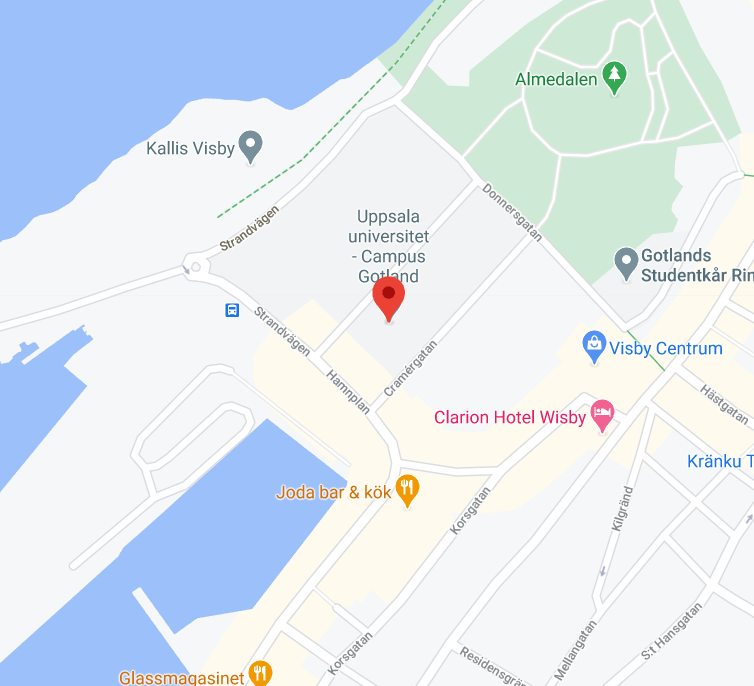 Almedalen
Kallis Visby
Strandvägen
Donnersgatan
Uppsala
universitet
- Campus
Gotland
Gotlands
Studentkår Rin
Strandvägen
Hamnplan
Cramérgatan
Visby Centrum
Hästgatan
Clarion Hotel Wisby
Kränku T
Joda bar & kök
Korsgatan
Kilgränd
S:t Hansgatan
Korsgatan
Mellangatan
Residensgrän
Glassmagasinet